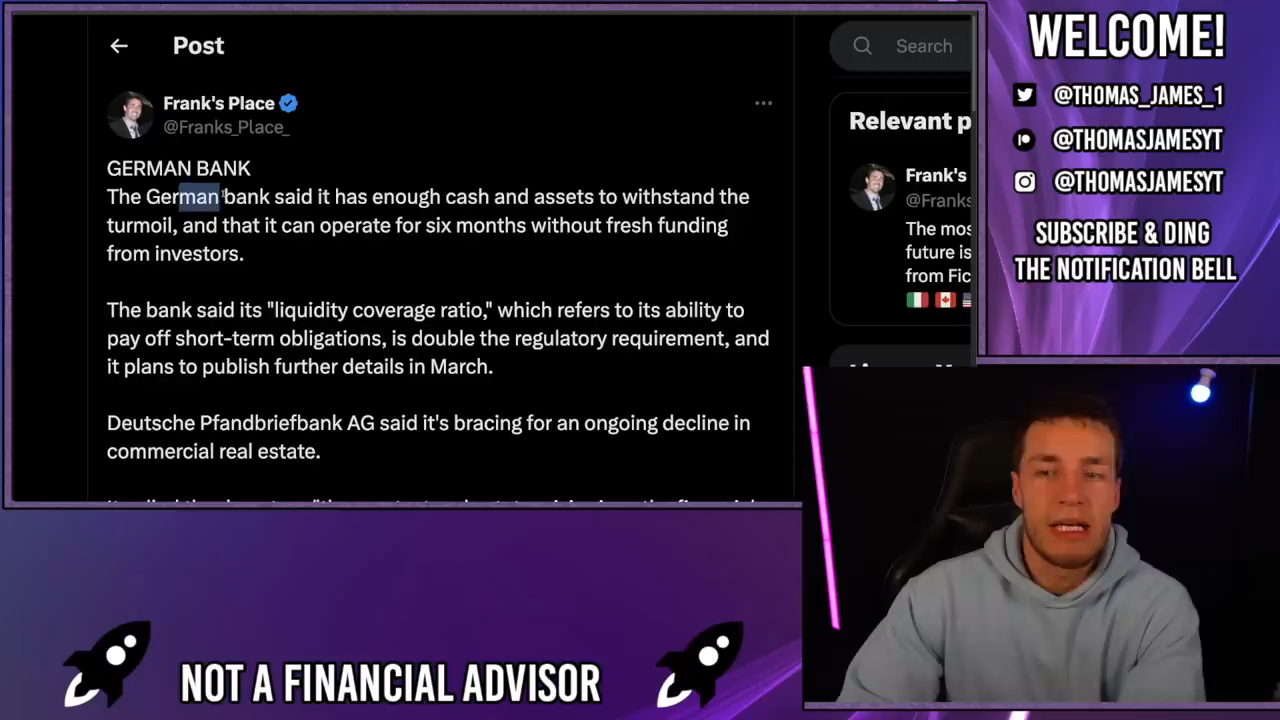 Post
Frank's Place
@Franks_Place_
GERMAN BANK
The German bank said it has enough cash and assets to withstand the
turmoil, and that it can operate for six months without fresh funding
from investors.
The bank said its "liquidity coverage ratio," which refers to its ability to
pay off short-term obligations, is double the regulatory requirement, and
it plans to publish further details in March.
Deutsche Pfandbriefbank AG said it's bracing for an ongoing decline in
commercial real estate.
Search
Relevant p
Frank's
@Franks
The mos
future is
from Fic
WELCOME!
@THOMAS_JAMES_1
@THOMASJAMESYT
@THOMASJAMESYT
SUBSCRIBE & DING
THE NOTIFICATION BELL
NOT A FINANCIAL ADVISOR